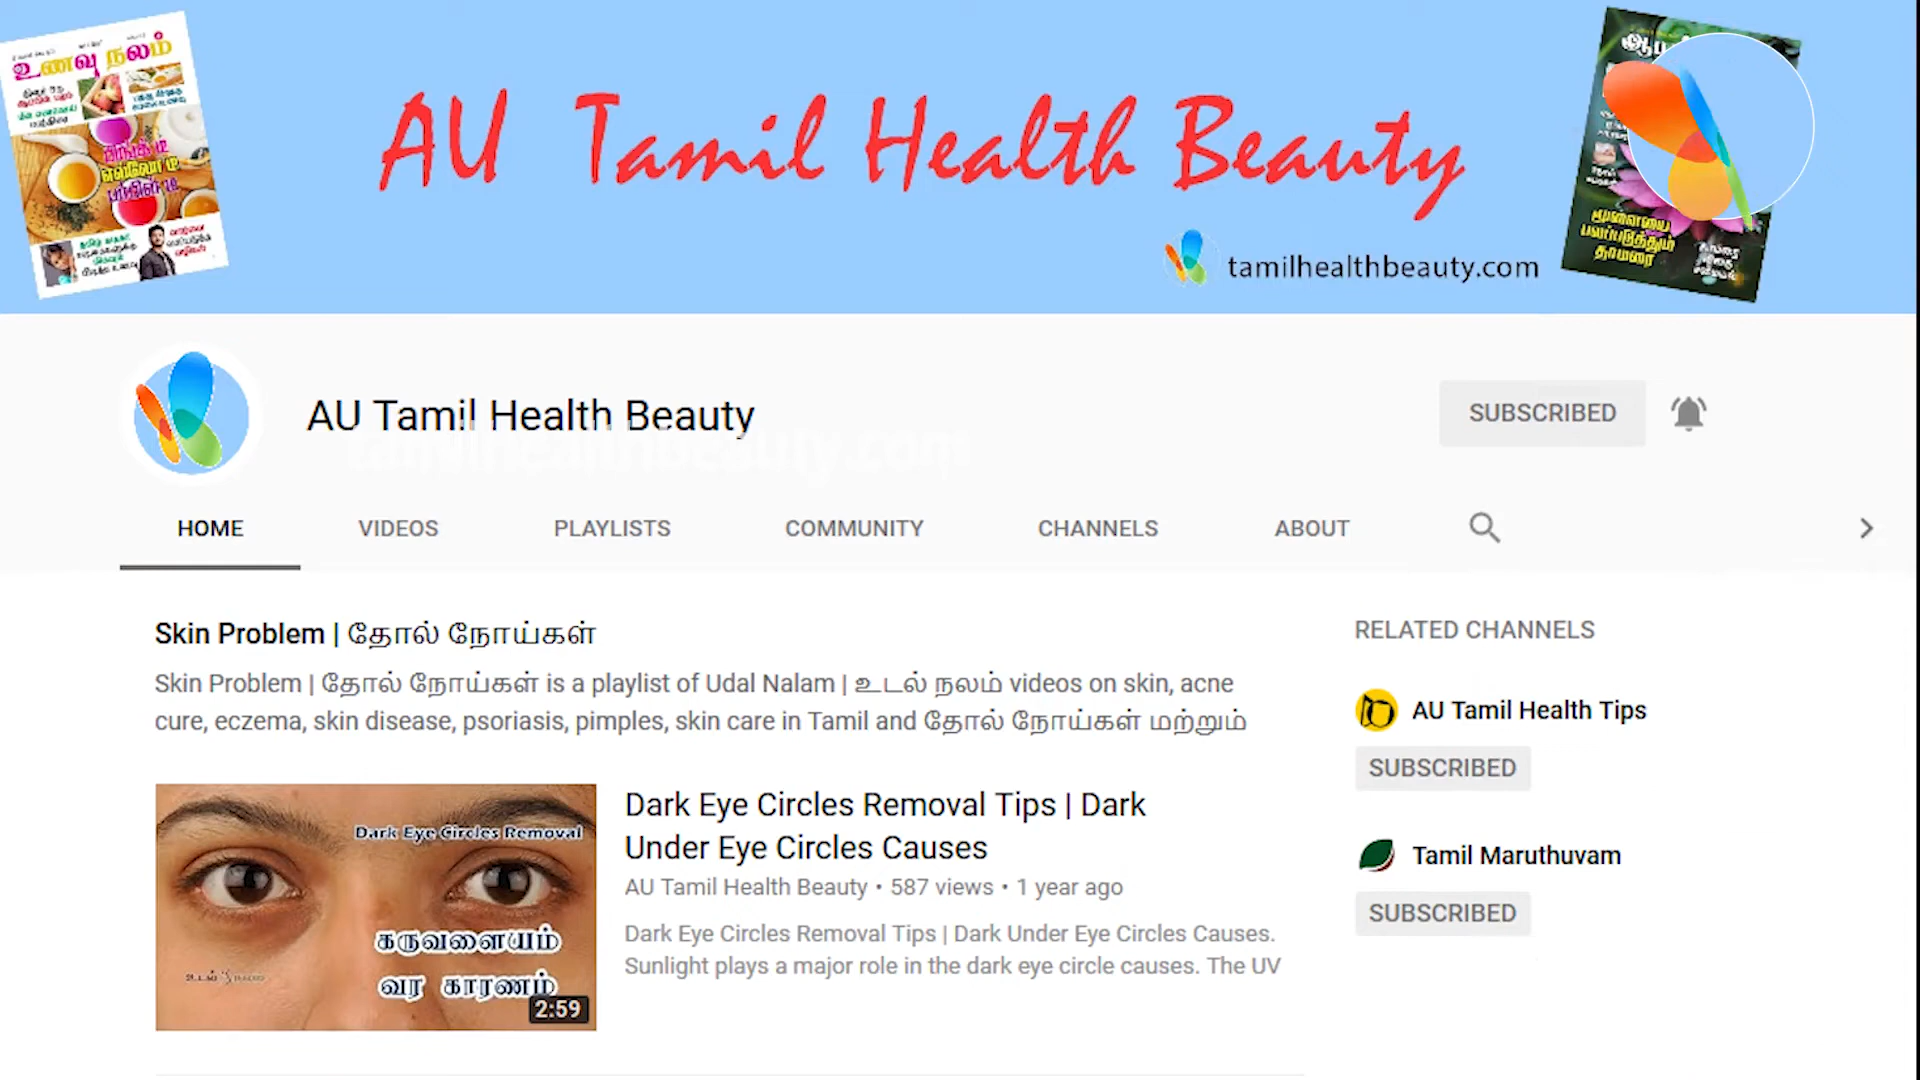 உணவு நலம்
AU Tamil Health Beauty
tamilhealthbeauty.com
மூளையை
பலப்படுத்தும்
தாமரை
AU Tamil Health Beauty
tamilhealthbeauty.com
SUBSCRIBED
HOME VIDEOS PLAYLISTS COMMUNITY CHANNELS ABOUT
Skin Problem | தோல் நோய்கள்
Skin Problem | தோல் நோய்கள் is a playlist of Udal Nalam | உடல் நலம் videos on skin, acne
cure, eczema, skin disease, psoriasis, pimples, skin care in Tamil and தோல் நோய்கள் மற்றும்
Dark Eye Circles Removal
கருவளையம்
வர காரணம்
2:59
Dark Eye Circles Removal Tips | Dark
Under Eye Circles Causes
AU Tamil Health Beauty • 587 views • 1 year ago
Dark Eye Circles Removal Tips | Dark Under Eye Circles Causes.
Sunlight plays a major role in the dark eye circle causes. The UV
RELATED CHANNELS
AU Tamil Health Tips
SUBSCRIBED
Tamil Maruthuvam
SUBSCRIBED